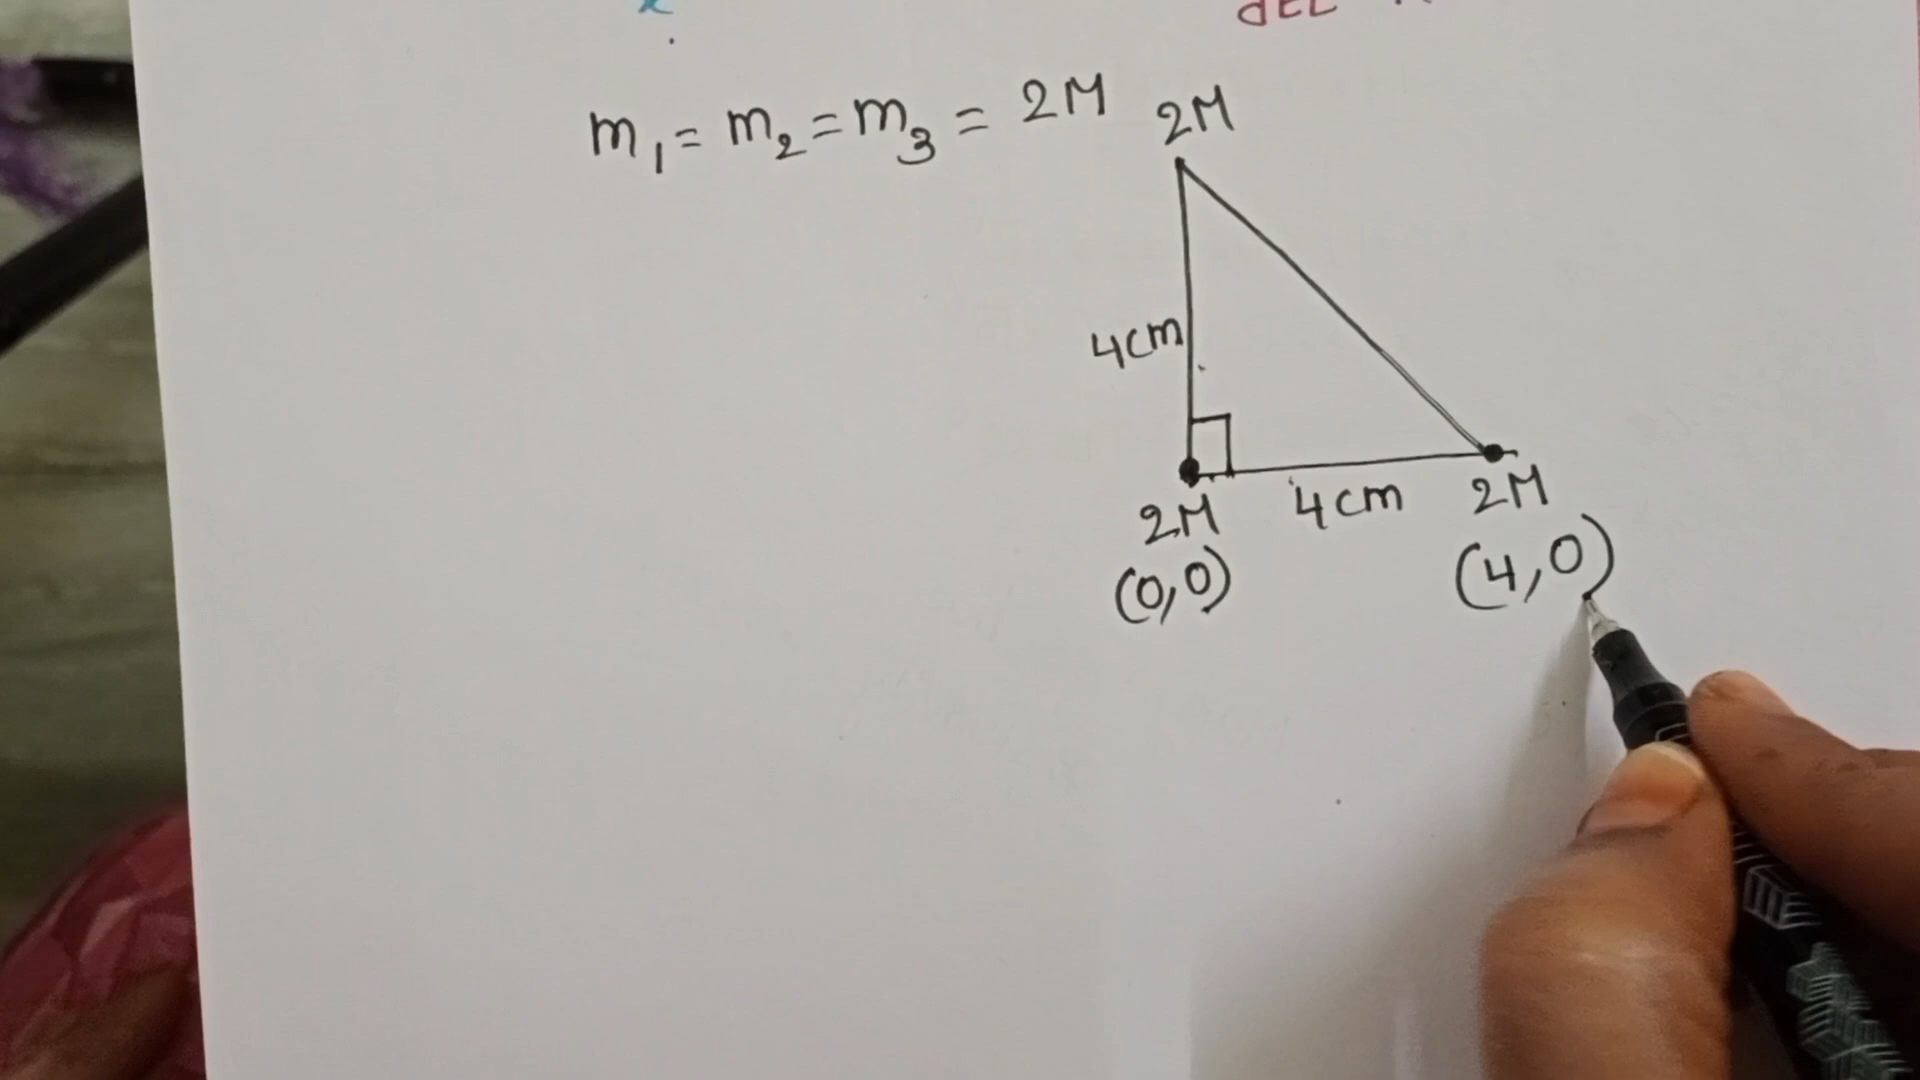 m₁ = m₂ = m₃ = 2M
2M
4cm
2M 4cm 2M
(0,0) (4,0)